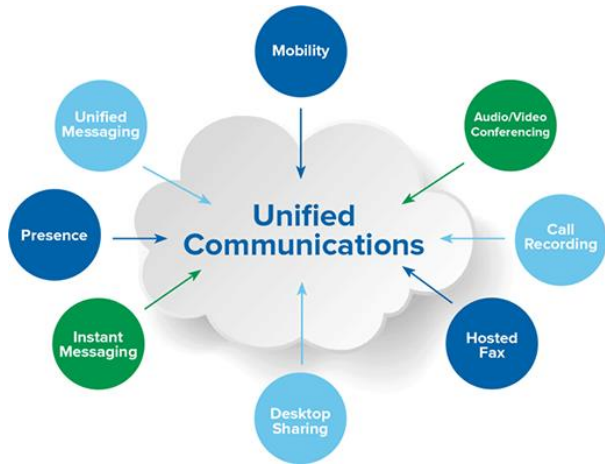 Mobility
Unified
Messaging
Audio/Video
Conferencing
Unified
Communications
Presence
Call
Recording
Instant
Messaging
Hosted
Fax
Desktop
Sharing